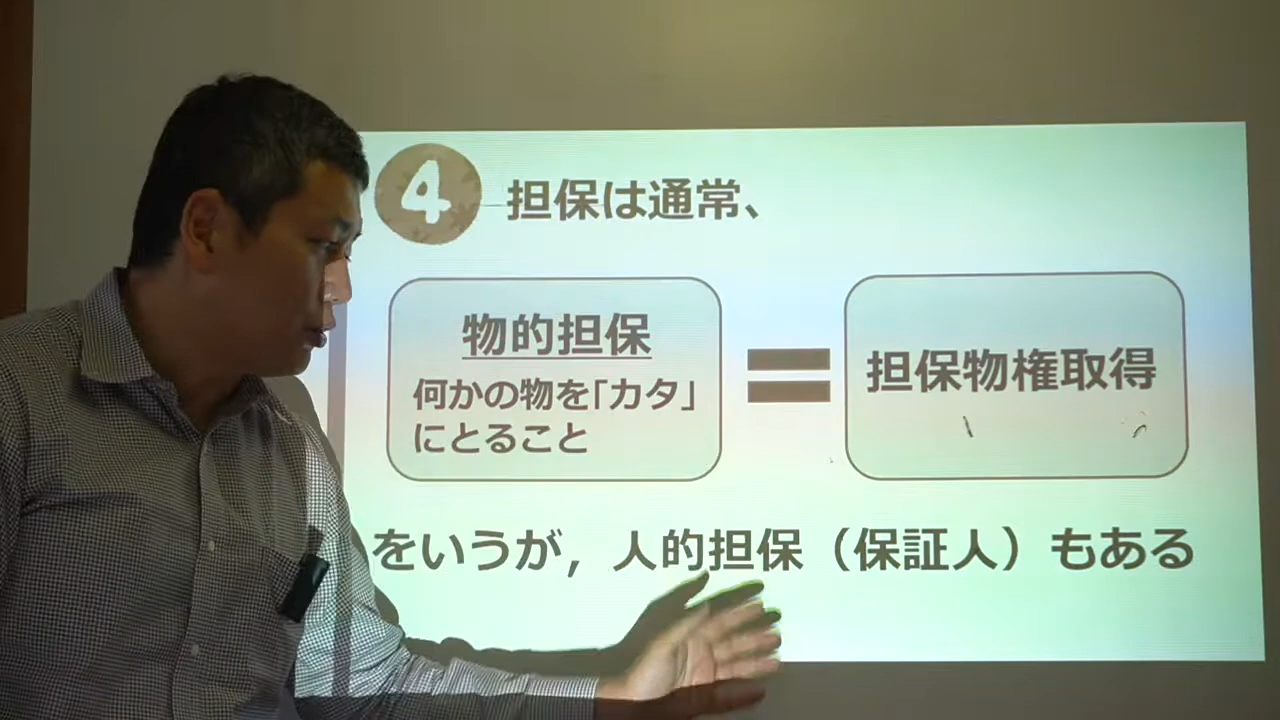 4 担保は通常、
物的担保
何かの物を「カタ」
にとること
＝
担保物権取得
をいうが，人的担保（保証人）もある